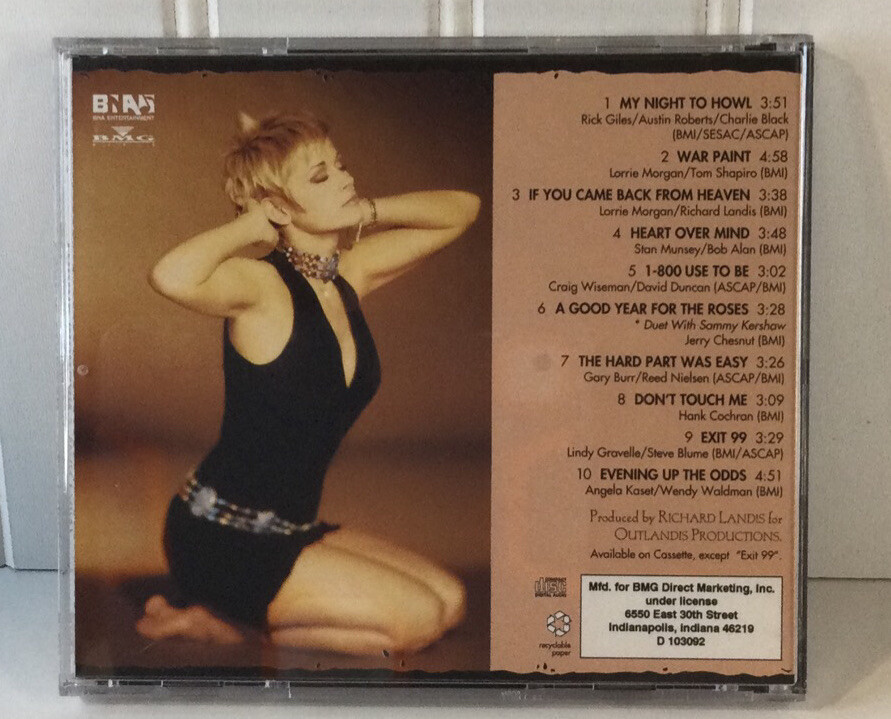 BNA
BNA ENTERTAINMENT
BMG
1 MY NIGHT TO HOWL 3:51
Rick Giles/Austin Roberts/Charlie Black
(BMI/SESAC/ASCAP)
2 WAR PAINT 4:58
Lorrie Morgan/Tom Shapiro (BMI)
3 IF YOU CAME BACK FROM HEAVEN 3:38
Lorrie Morgan/Richard Landis (BMI)
4 HEART OVER MIND 3:48
Stan Munsey/Bob Alan (BMI)
5 1-800 USE TO BE 3:02
Craig Wiseman/David Duncan (ASCAP/BMI)
6 A GOOD YEAR FOR THE ROSES 3:28
* Duet With Sammy Kershaw
Jerry Chesnut (BMI)
7 THE HARD PART WAS EASY 3:26
Gary Burr/Reed Nielsen (ASCAP/BMI)
8 DON'T TOUCH ME 3:09
Hank Cochran (BMI)
9 EXIT 99 3:29
Lindy Gravelle/Steve Blume (BMI/ASCAP)
10 EVENING UP THE ODDS 4:51
Angela Kaset/Wendy Waldman (BMI)
Produced by RICHARD LANDIS for
OUTLANDIS PRODUCTIONS.
Available on Cassette, except "Exit 99".
COMPACT
disc
DIGITAL AUDIO
recyclable
paper
Mfd. for BMG Direct Marketing, Inc.
under license
6550 East 30th Street
Indianapolis, Indiana 46219
D 103092